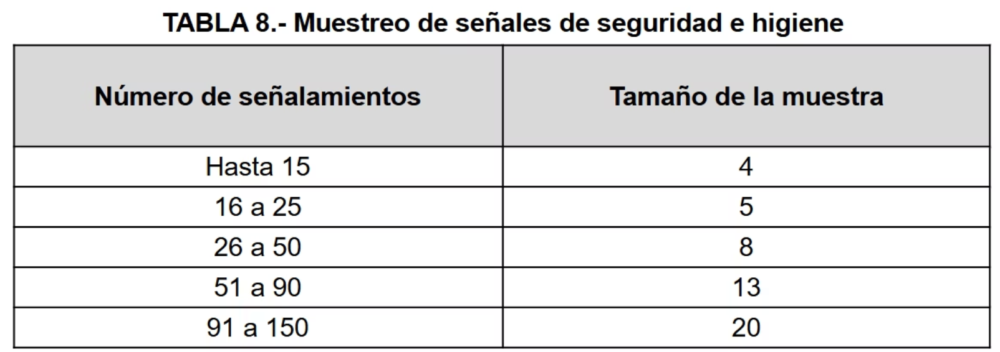 TABLA 8.- Muestreo de señales de seguridad e higiene
Número de señalamientos Tamaño de la muestra
Hasta 15 4
16 a 25 5
26 a 50 8
51 a 90 13
91 a 150 20